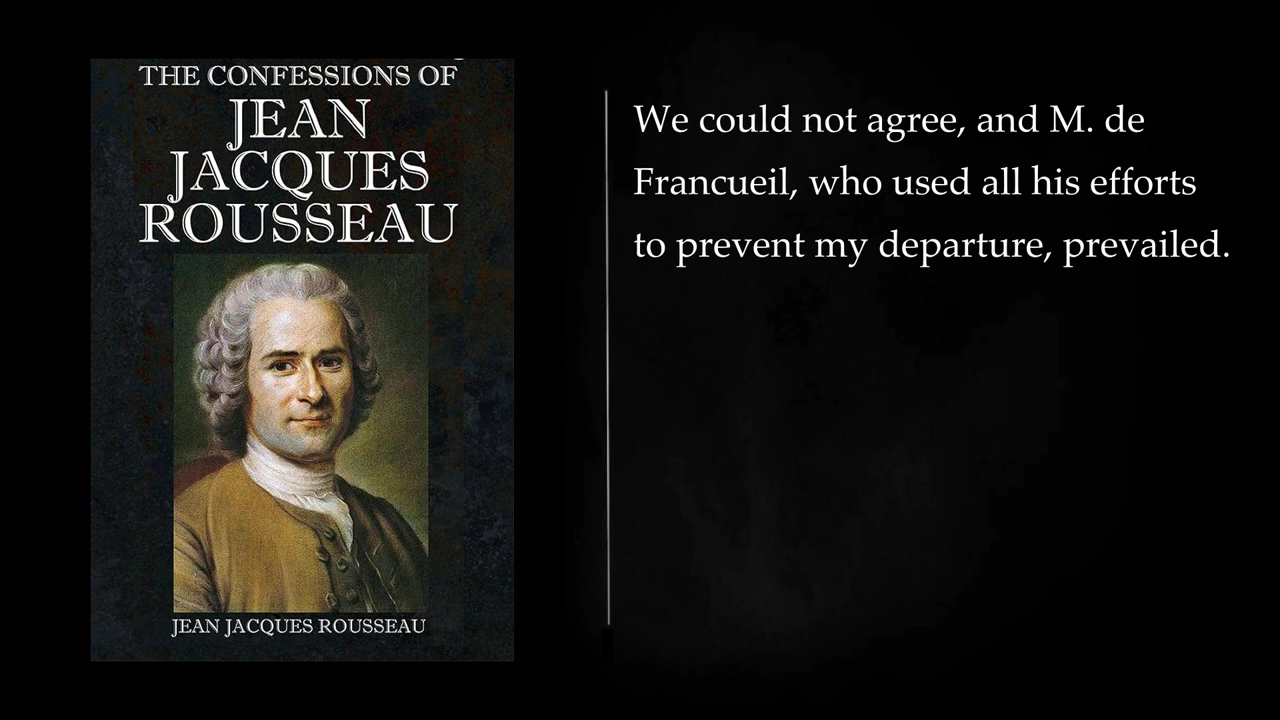 THE CONFESSIONS OF
JEAN
JACQUES
ROUSSEAU
JEAN JACQUES ROUSSEAU
We could not agree, and M. de
Francueil, who used all his efforts
to prevent my departure, prevailed.